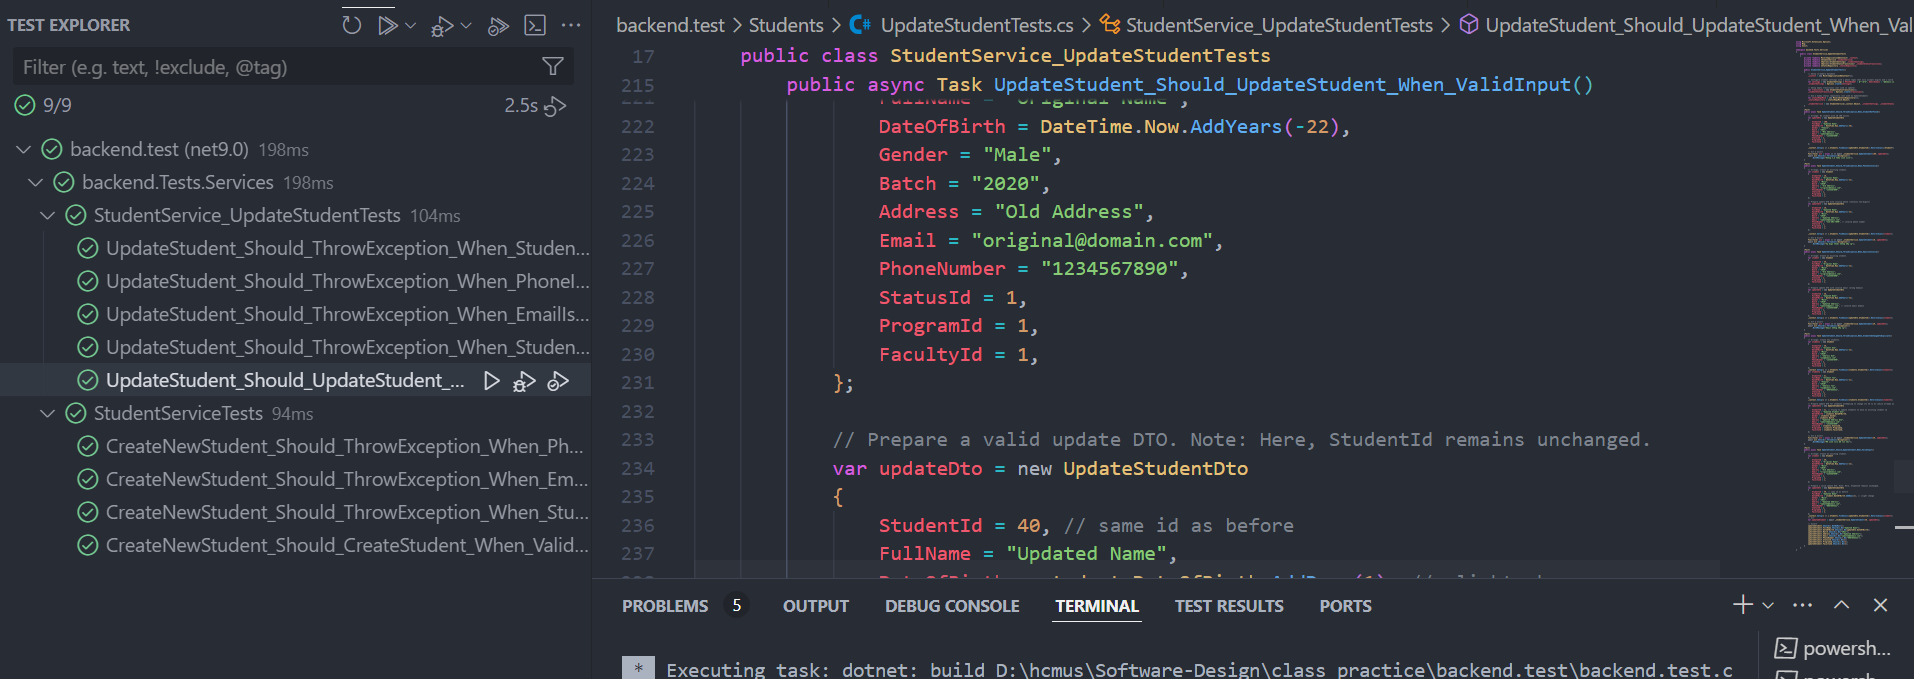 TEST EXPLORER
Filter (e.g. text, !exclude, @tag)
9/9
2.5s
backend.test (net9.0) 198ms
backend.Tests.Services 198ms
StudentService_UpdateStudentTests 104ms
UpdateStudent_Should_ThrowException_When_Studen...
UpdateStudent_Should_ThrowException_When_PhoneI...
UpdateStudent_Should_ThrowException_When_EmailIs...
UpdateStudent_Should_ThrowException_When_Studen...
UpdateStudent_Should_UpdateStudent_...
StudentServiceTests 94ms
CreateNewStudent_Should_ThrowException_When_Ph...
CreateNewStudent_Should_ThrowException_When_Em...
CreateNewStudent_Should_ThrowException_When_Stu...
CreateNewStudent_Should_CreateStudent_When_Valid...
backend.test > Students > UpdateStudentTests.cs > StudentService_UpdateStudentTests > UpdateStudent_Should_UpdateStudent_When_Val
17 public class StudentService_UpdateStudentTests
215 public async Task UpdateStudent_Should_UpdateStudent_When_ValidInput()
221 FullName = "Original Name",
222 DateOfBirth = DateTime.Now.AddYears(-22),
223 Gender = "Male",
224 Batch = "2020",
225 Address = "Old Address",
226 Email = "original@domain.com",
227 PhoneNumber = "1234567890",
228 StatusId = 1,
229 ProgramId = 1,
230 FacultyId = 1,
231 };
232
233 // Prepare a valid update DTO. Note: Here, StudentId remains unchanged.
234 var updateDto = new UpdateStudentDto
235 {
236 StudentId = 40, // same id as before
237 FullName = "Updated Name",
PROBLEMS 5 OUTPUT DEBUG CONSOLE TERMINAL TEST RESULTS PORTS
* Executing task: dotnet: build D:\hcmus\Software-Design\class practice\backend.test\backend.test.c
powersh...